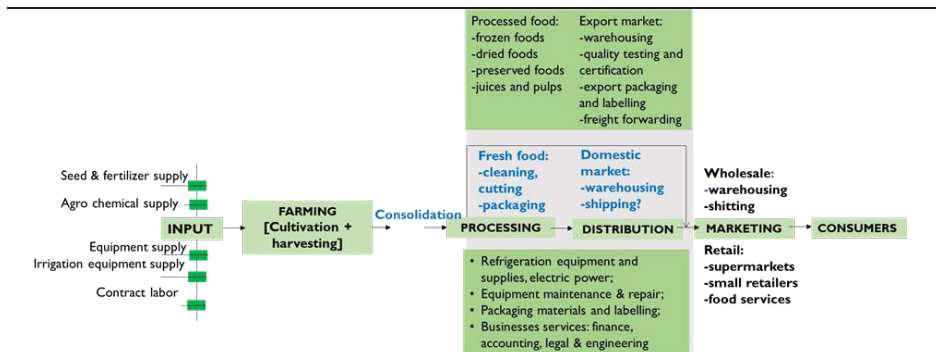 Processed food:
-frozen foods
-dried foods
-preserved foods
-juices and pulps
Export market:
-warehousing
-quality testing and
certification
-export packaging
and labelling
-freight forwarding
Fresh food:
-cleaning,
cutting
-packaging
Domestic
market:
-warehousing
-shipping?
Wholesale:
-warehousing
-shitting
Seed & fertilizer supply
Agro chemical supply
INPUT
FARMING
[Cultivation +
harvesting]
Consolidation
PROCESSING
DISTRIBUTION
MARKETING
CONSUMERS
Equipment supply
Irrigation equipment supply
Contract labor
Retail:
-supermarkets
-small retailers
-food services
• Refrigeration equipment and
supplies, electric power;
• Equipment maintenance & repair;
• Packaging materials and labelling;
• Businesses services: finance,
accounting, legal & engineering